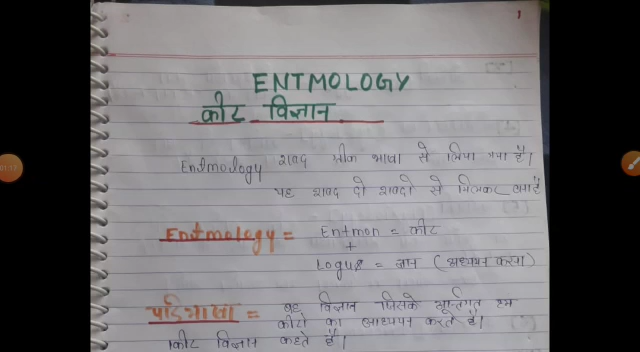 1
ENTMOLOGY
कीट विज्ञान
Entmology शब्द ग्रीक भाषा से लिया गया है।
यह शब्द दो शब्दो से मिलकर बना है
Entmology = Entmon = कीट
+
Logus = ज्ञान (अध्ययन करना)
परिभाषा = वह विज्ञान जिसके अन्तर्गत हम
कीटो का अध्ययन करते है।
कीट विज्ञान कहते है।